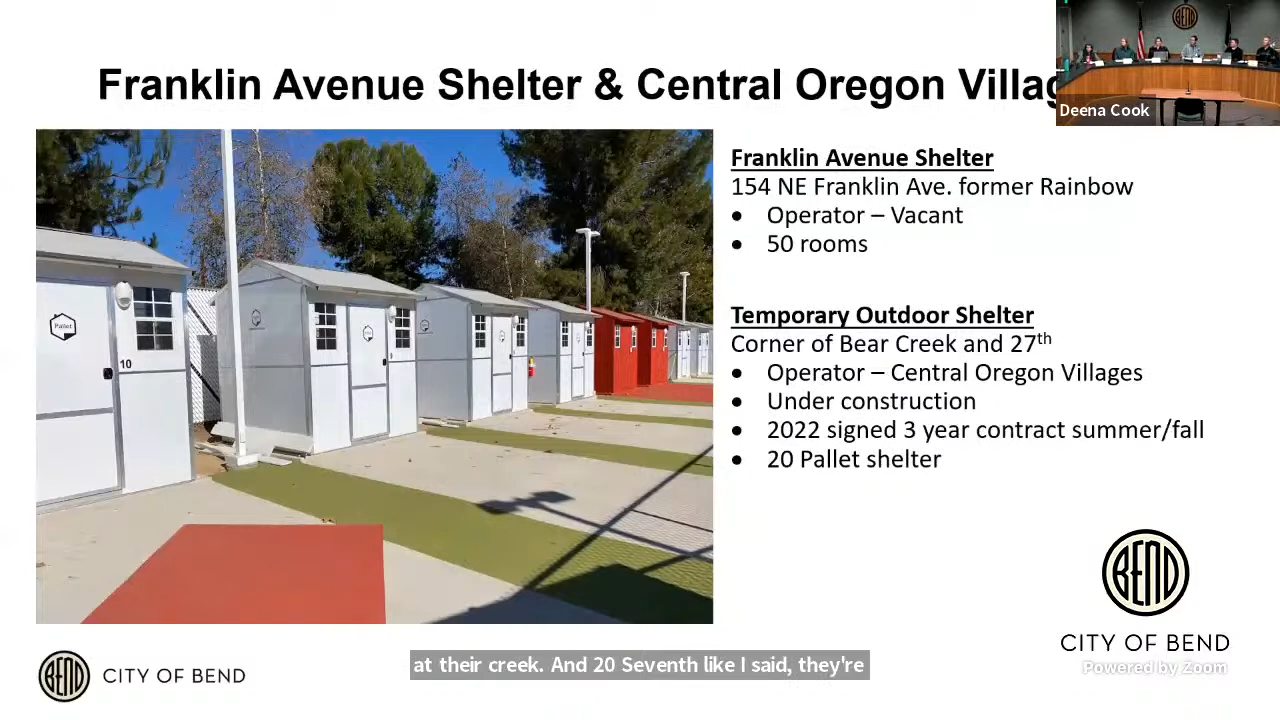 Franklin Avenue Shelter & Central Oregon Villag
Deena Cook
Franklin Avenue Shelter
154 NE Franklin Ave. former Rainbow
• Operator – Vacant
• 50 rooms
Temporary Outdoor Shelter
Corner of Bear Creek and 27th
• Operator – Central Oregon Villages
• Under construction
• 2022 signed 3 year contract summer/fall
• 20 Pallet shelter
Pallet
10
BEND
CITY OF BEND
Powered by Zoom
at their creek. And 20 Seventh like I said, they're
BEND
CITY OF BEND